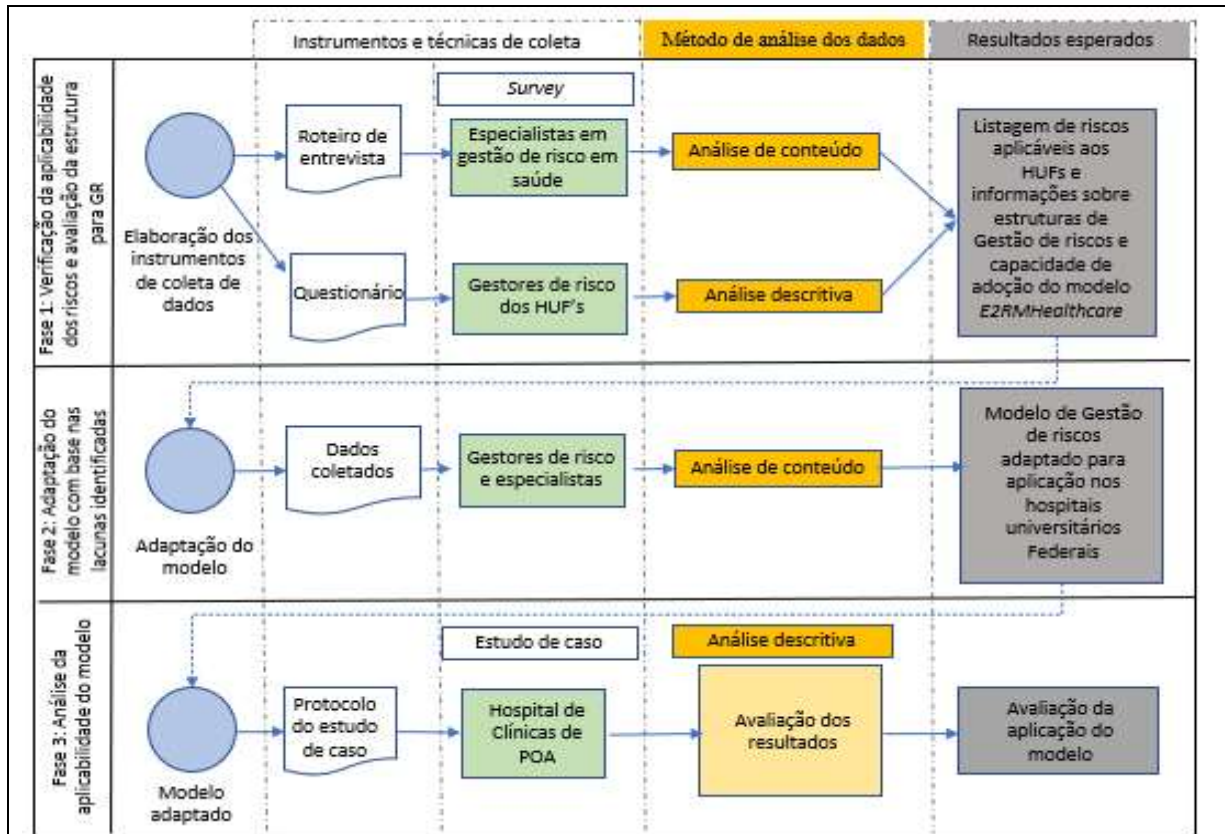 Instrumentos e técnicas de coleta
Método de análise dos dados
Resultados esperados
Fase 1: Verificação da aplicabilidade
dos riscos e avaliação da estrutura
para GR
Elaboração dos
instrumentos
de coleta de
dados
Roteiro de
entrevista
Survey
Especialistas em
gestão de risco em
saúde
Análise de conteúdo
Questionário
Gestores de risco
dos HUF's
Análise descritiva
Listagem de riscos
aplicáveis aos
HUFs e
informações sobre
estruturas de
Gestão de riscos e
capacidade de
adoção do modelo
E2RMHealthcare
Fase 2: Adaptação do
modelo com base nas
lacunas identificadas
Adaptação do
modelo
Dados
coletados
Gestores de risco
e especialistas
Análise de conteúdo
Modelo de Gestão
de riscos
adaptado para
aplicação nos
hospitais
universitários
Federais
Fase 3: Análise da
aplicabilidade do modelo
Modelo
adaptado
Protocolo
do estudo
de caso
Estudo de caso
Hospital de
Clínicas de
POA
Análise descritiva
Avaliação dos
resultados
Avaliação da
aplicação do
modelo